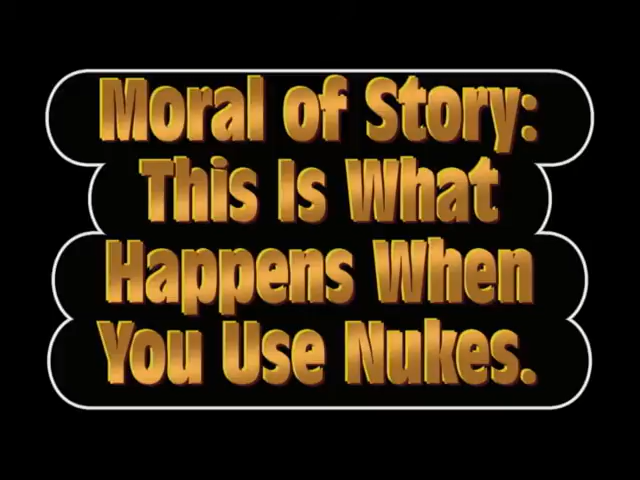 Moral of Story:
This Is What
Happens When
You Use Nukes.